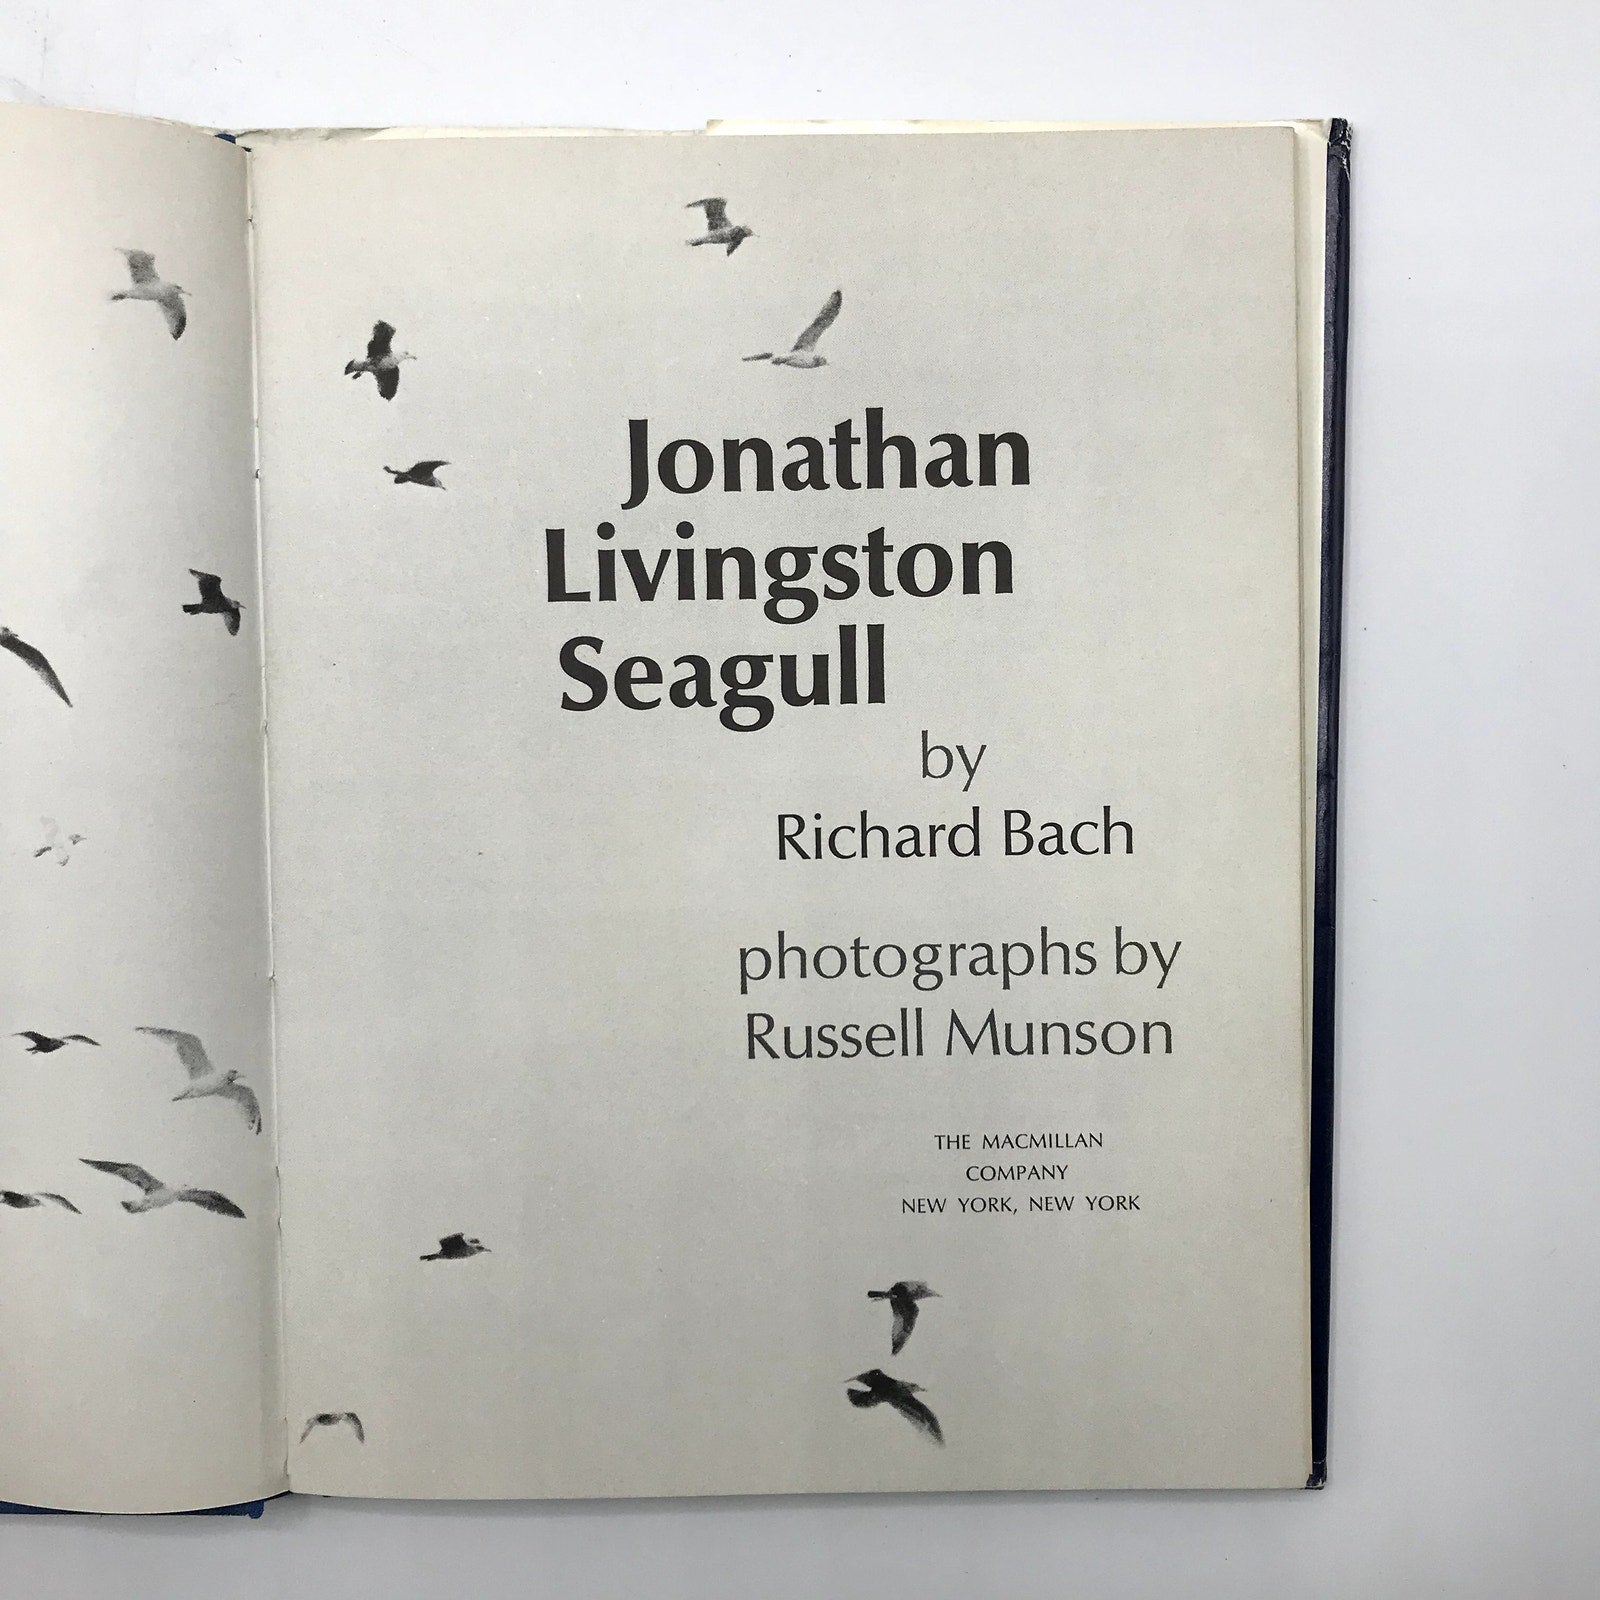 Jonathan
Livingston
Seagull
by
Richard Bach
photographs by
Russell Munson
THE MACMILLAN
COMPANY
NEW YORK, NEW YORK